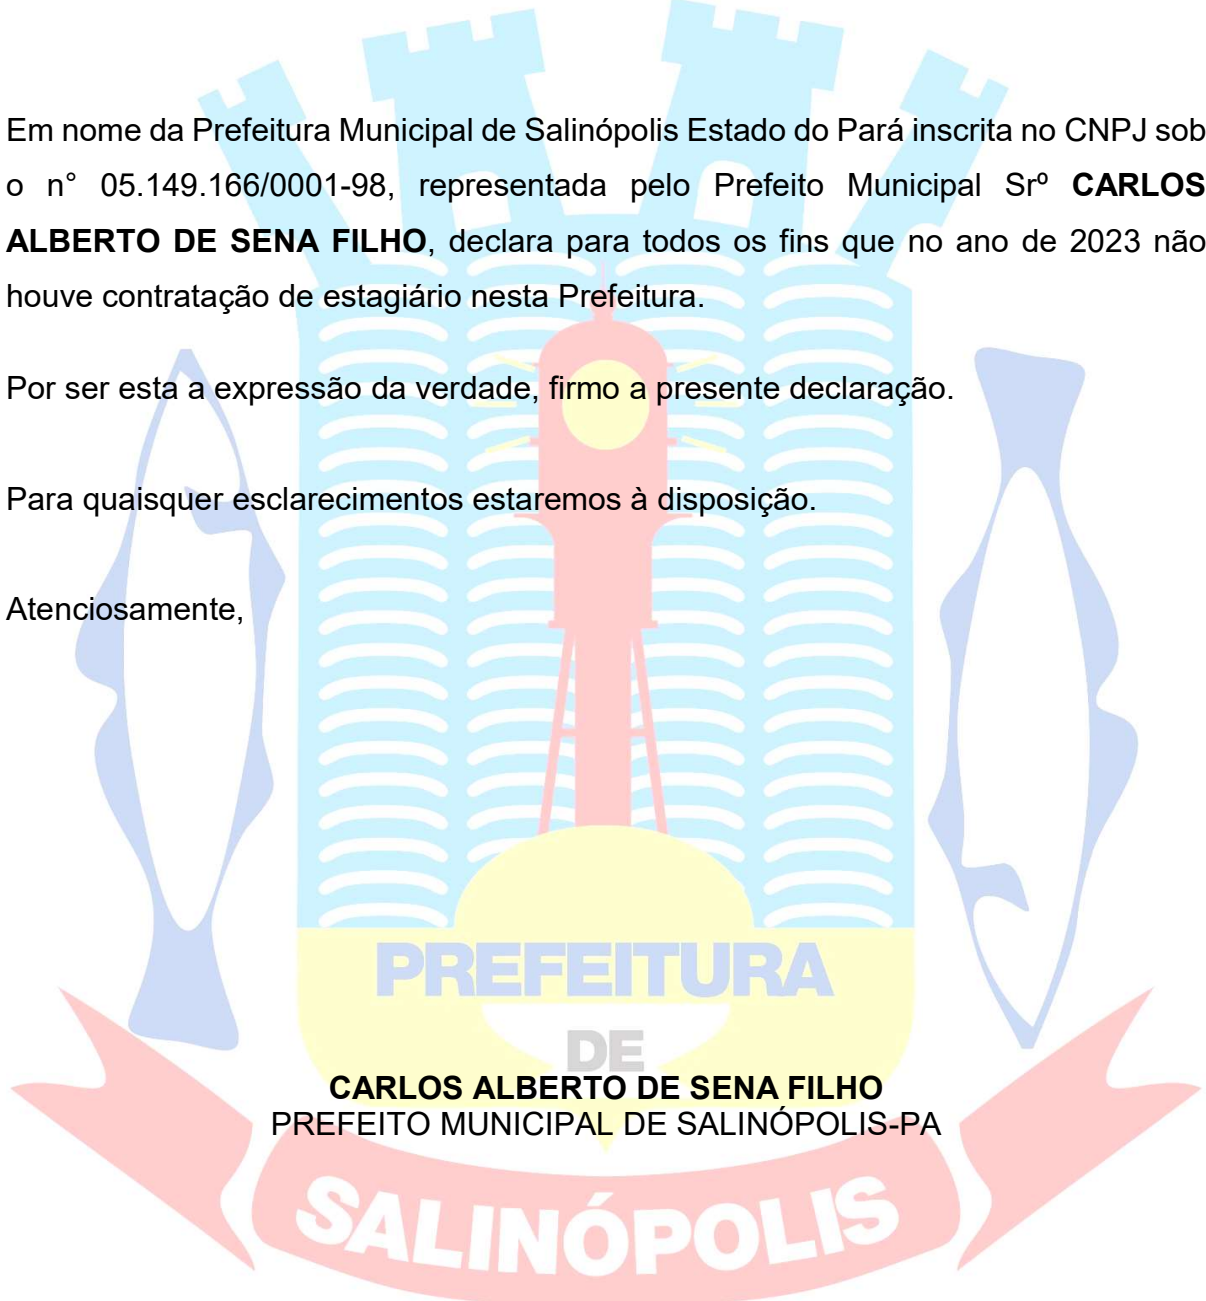 Em nome da Prefeitura Municipal de Salinópolis Estado do Pará inscrita no CNPJ sob
o n° 05.149.166/0001-98, representada pelo Prefeito Municipal Srº CARLOS
ALBERTO DE SENA FILHO, declara para todos os fins que no ano de 2023 não
houve contratação de estagiário nesta Prefeitura.
Por ser esta a expressão da verdade, firmo a presente declaração.
Para quaisquer esclarecimentos estaremos à disposição.
Atenciosamente,
PREFEITURA
DE
CARLOS ALBERTO DE SENA FILHO
PREFEITO MUNICIPAL DE SALINÓPOLIS-PA
SALINÓPOLIS